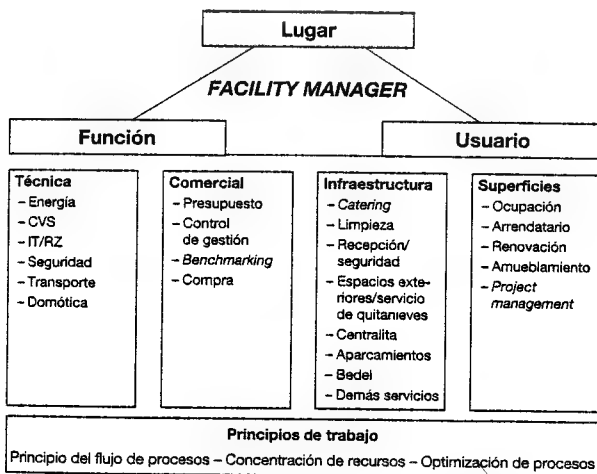 Lugar
FACILITY MANAGER
Función
Usuario
Técnica
– Energía
– CVS
– IT/RZ
– Seguridad
– Transporte
– Domótica
Comercial
– Presupuesto
– Control
de gestión
– Benchmarking
– Compra
Infraestructura
– Catering
– Limpieza
– Recepción/
seguridad
– Espacios exte-
riores/servicio
de quitanieves
– Centralita
– Aparcamientos
– Bedel
– Demás servicios
Superficies
– Ocupación
– Arrendatario
– Renovación
– Amueblamiento
– Project
management
Principios de trabajo
Principio del flujo de procesos – Concentración de recursos – Optimización de procesos